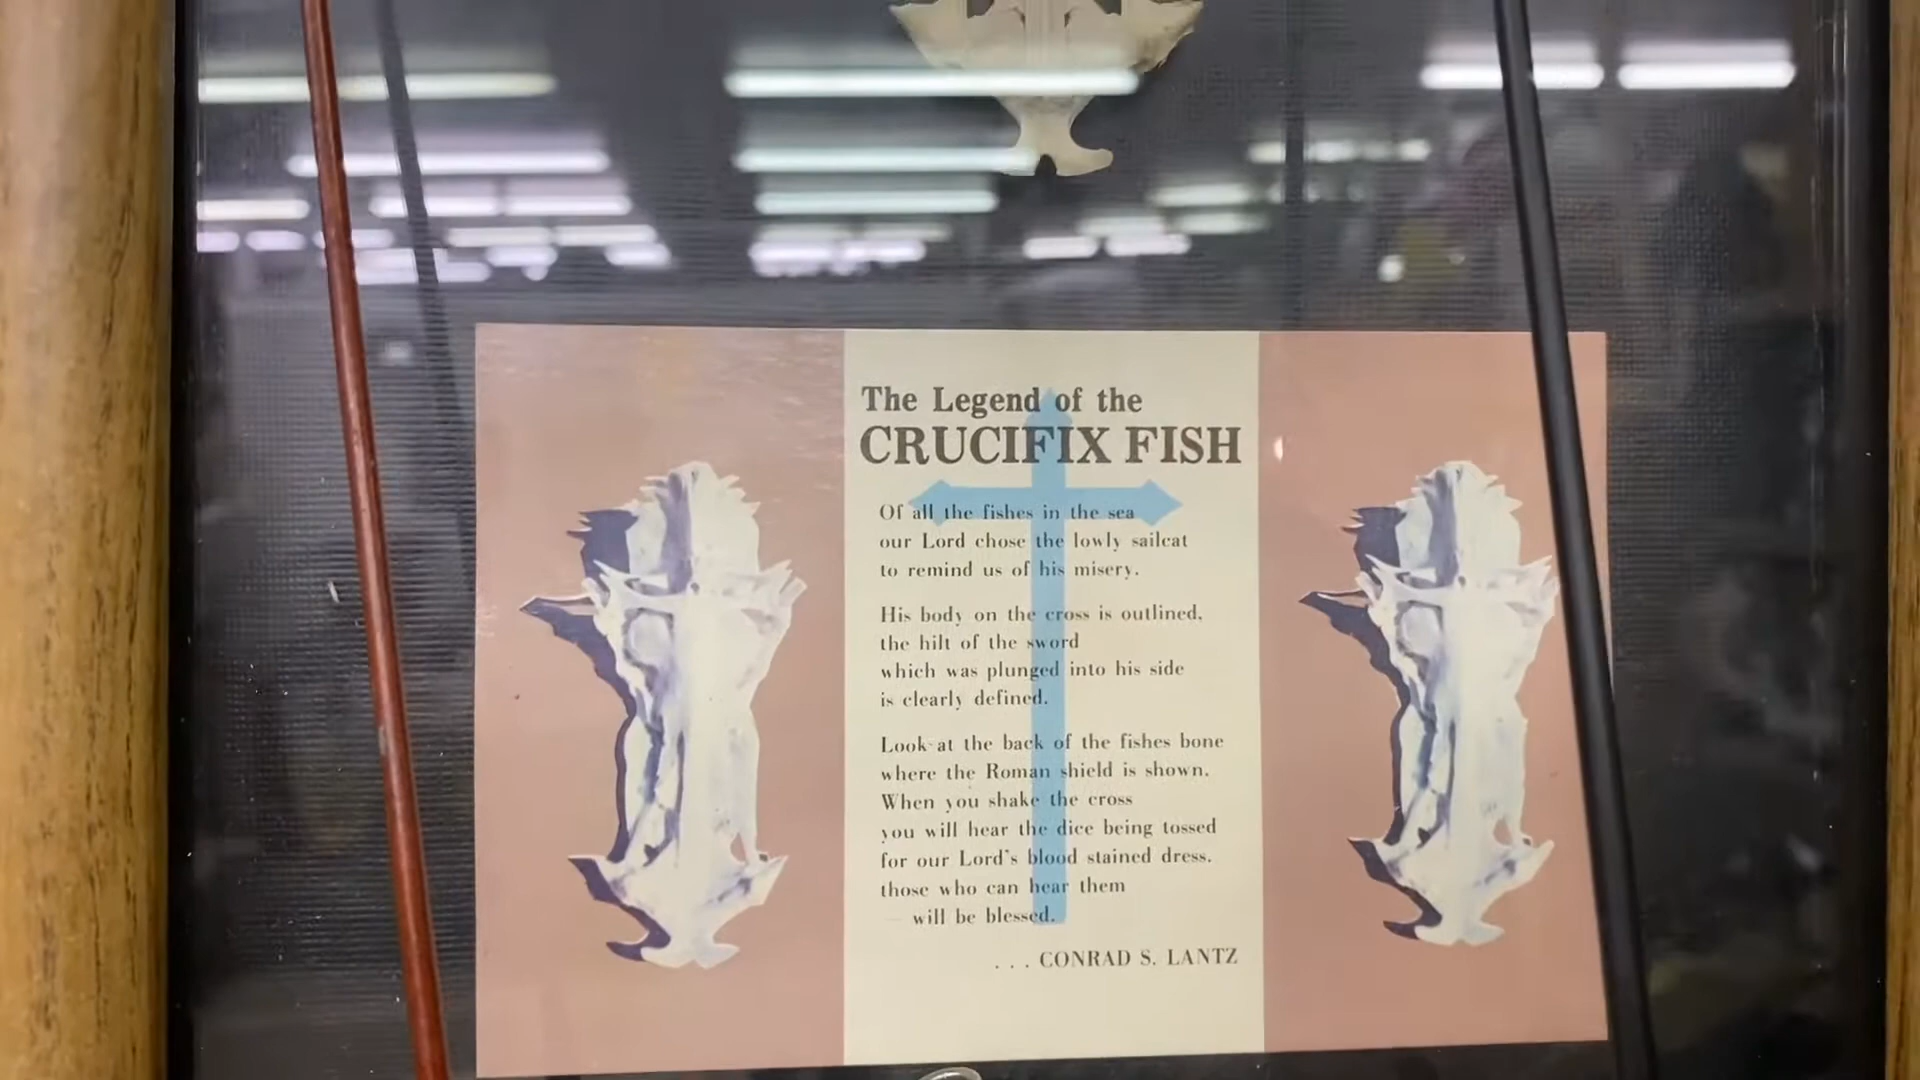 The Legend of the
CRUCIFIX FISH
Of all the fishes in the sea
our Lord chose the lowly sailcat
to remind us of his misery.
His body on the cross is outlined,
the hilt of the sword
which was plunged into his side
is clearly defined.
Look at the back of the fishes bone
where the Roman shield is shown.
When you shake the cross
you will hear the dice being tossed
for our Lord's blood stained dress.
those who can hear them
will be blessed.
. . . CONRAD S. LANTZ